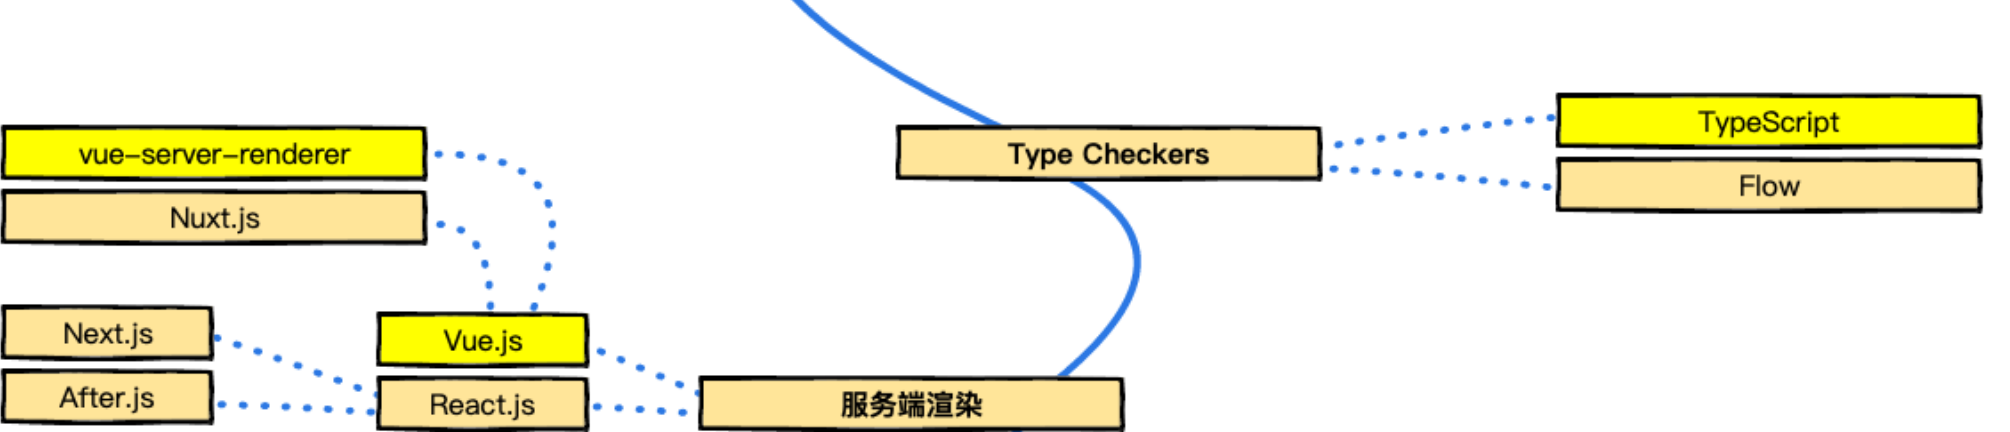 TypeScript
vue-server-renderer
Type Checkers
Flow
Nuxt.js
Next.js
Vue.js
After.js
React.js
服务端渲染